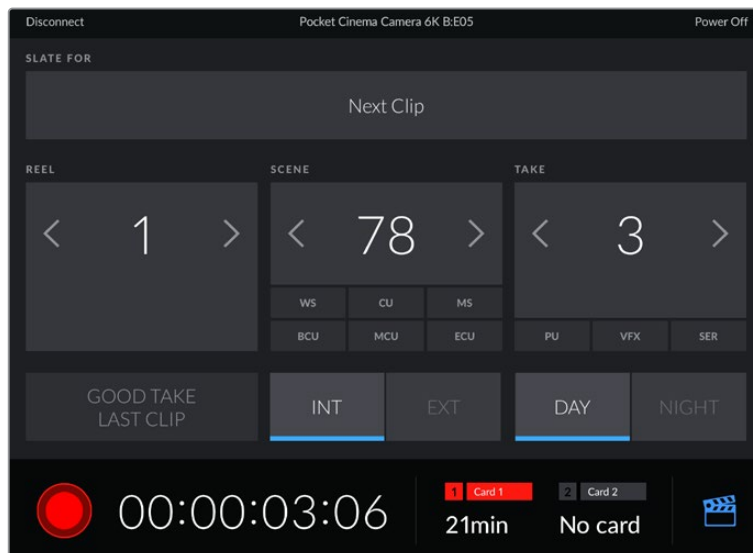 Disconnect Pocket Cinema Camera 6K B:E05 Power Off
SLATE FOR
Next Clip
REEL SCENE TAKE
1 78 3
WS CU MS
BCU MCU ECU PU VFX SER
GOOD TAKE
LAST CLIP
INT EXT DAY NIGHT
00:00:03:06
1 Card 1 2 Card 2
21min No card